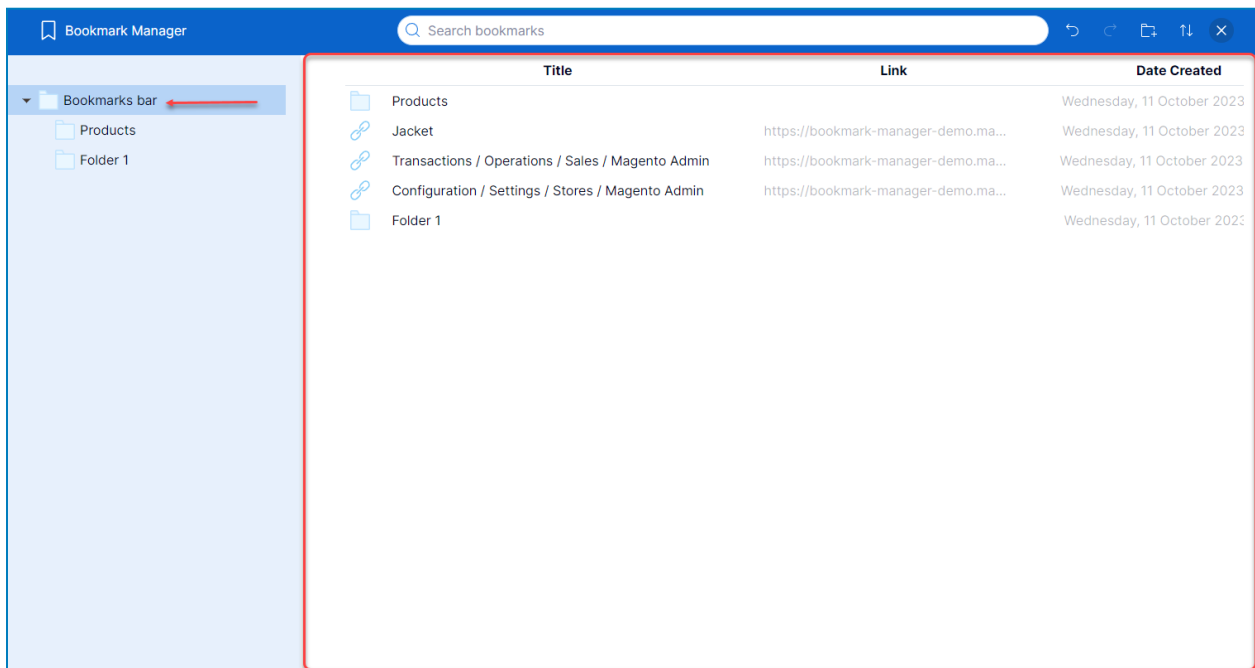 Bookmark Manager
Search bookmarks
Bookmarks bar
Products
Folder 1
Title Link Date Created
Products Wednesday, 11 October 2023
Jacket https://bookmark-manager-demo.ma... Wednesday, 11 October 2023
Transactions / Operations / Sales / Magento Admin https://bookmark-manager-demo.ma... Wednesday, 11 October 2023
Configuration / Settings / Stores / Magento Admin https://bookmark-manager-demo.ma... Wednesday, 11 October 2023
Folder 1 Wednesday, 11 October 2023